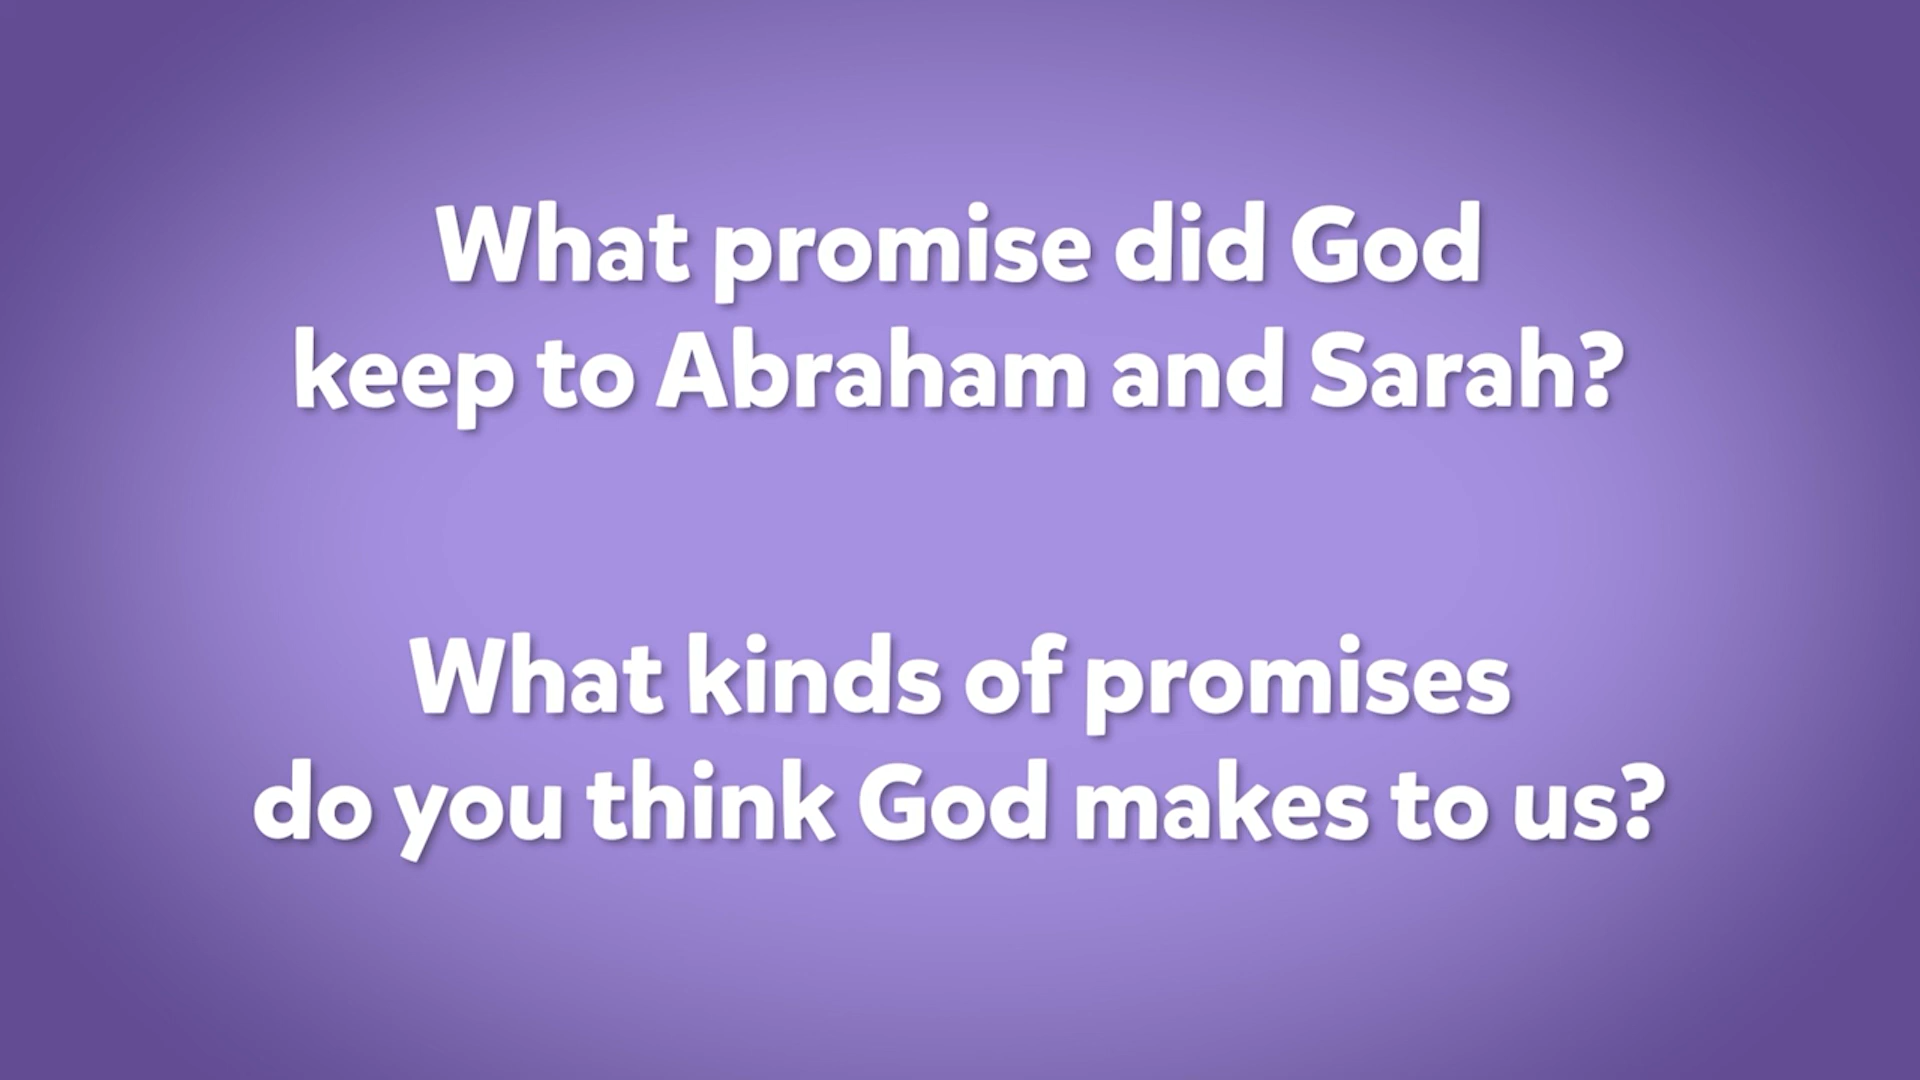 What promise did God
keep to Abraham and Sarah?
What kinds of promises
do you think God makes to us?